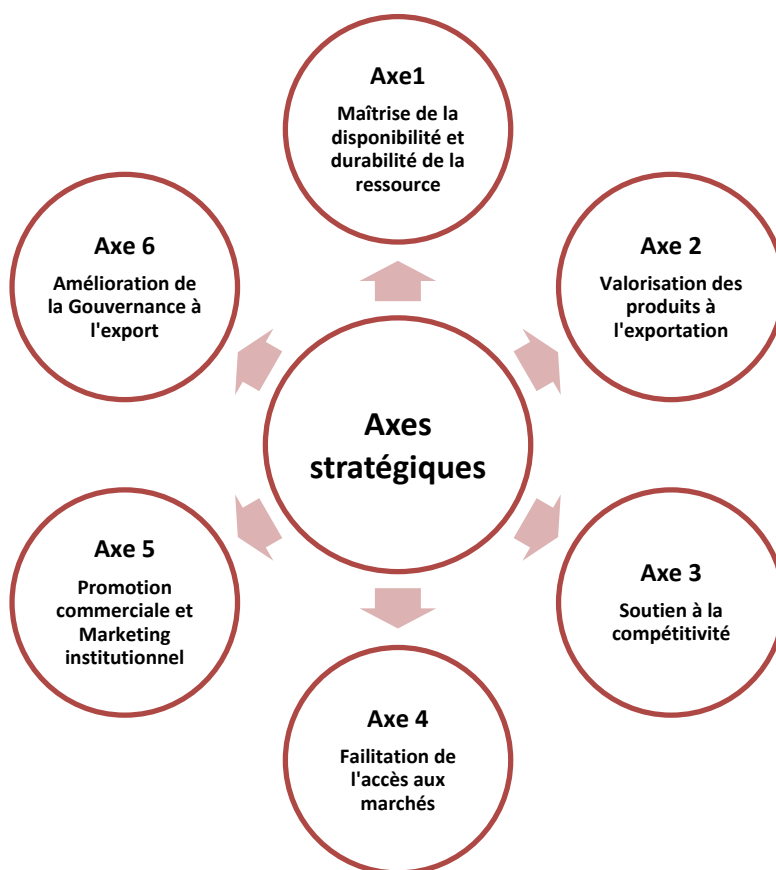 Axe1
Maîtrise de la
disponibilité et
durabilité de la
ressource
Axe 2
Valorisation des
produits à
l'exportation
Axe 3
Soutien à la
compétitivité
Axe 4
Failitation de
l'accès aux
marchés
Axe 5
Promotion
commerciale et
Marketing
institutionnel
Axe 6
Amélioration de
la Gouvernance à
l'export
Axes
stratégiques